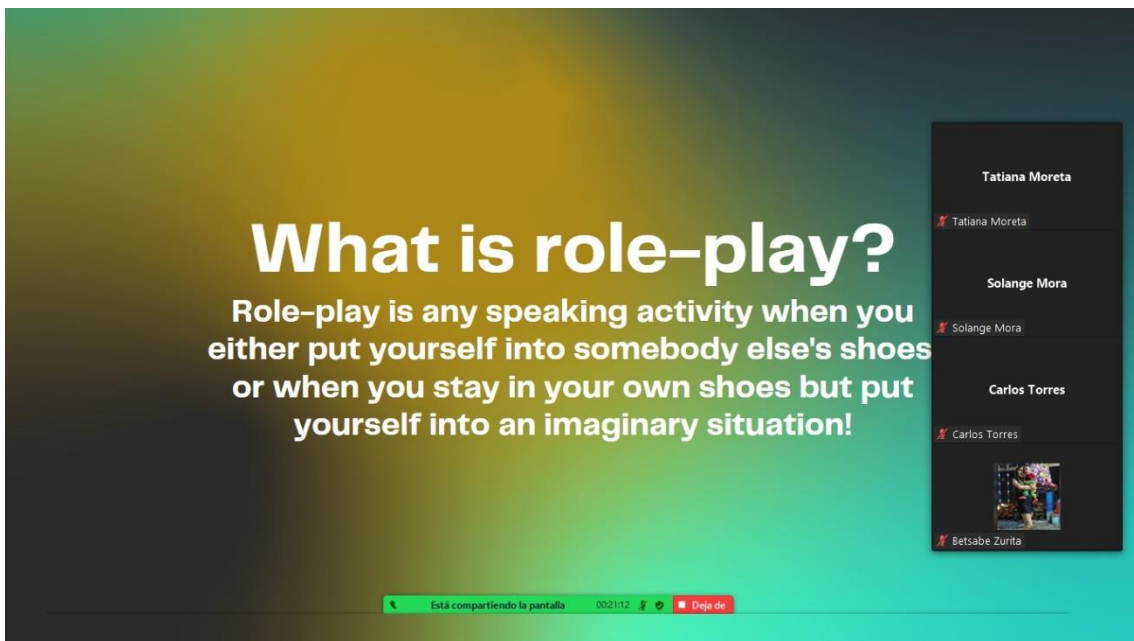 What is role-play?
Role-play is any speaking activity when you
either put yourself into somebody else's shoes
or when you stay in your own shoes but put
yourself into an imaginary situation!
Tatiana Moreta
Tatiana Moreta
Solange Mora
Solange Mora
Carlos Torres
Carlos Torres
Betsabe Zurita
Está compartiendo la pantalla 00:21:12 Deja de